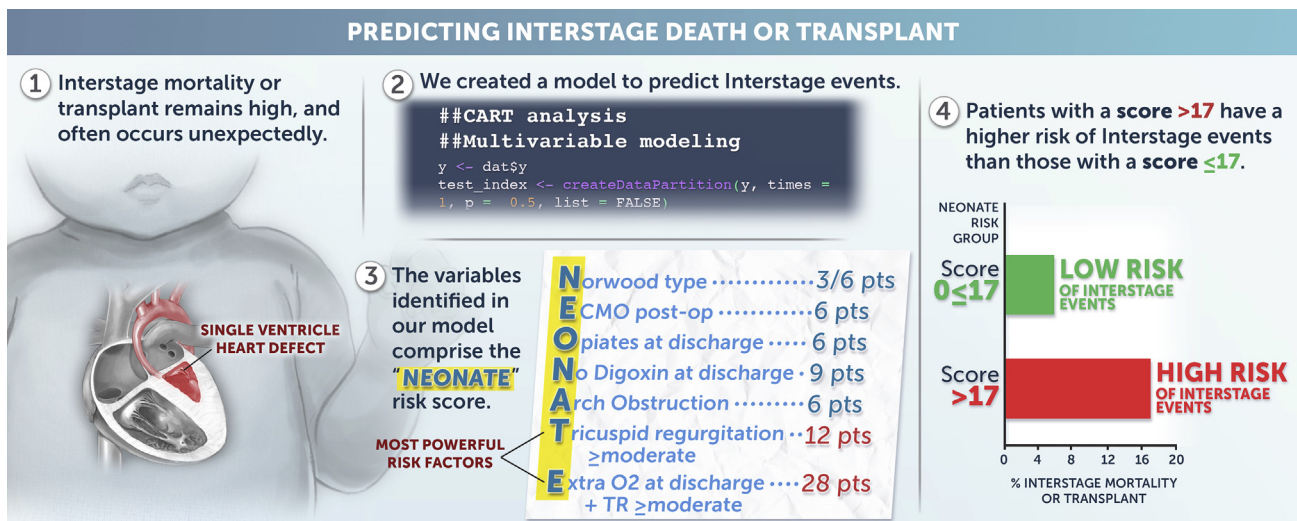 PREDICTING INTERSTAGE DEATH OR TRANSPLANT
1 Interstage mortality or
transplant remains high, and
often occurs unexpectedly.
SINGLE VENTRICLE
HEART DEFECT
2 We created a model to predict Interstage events.
##CART analysis
##Multivariable modeling
y <- dat$y
test_index <- createDataPartition(y, times =
1, p = 0.5, list = FALSE)
3 The variables
identified in
our model
comprise the
“NEONATE”
risk score.
MOST POWERFUL
RISK FACTORS
Norwood type ············ 3/6 pts
ECMO post-op ············ 6 pts
Opiates at discharge ····· 6 pts
No Digoxin at discharge · 9 pts
Arch Obstruction ········· 6 pts
Tricuspid regurgitation ·· 12 pts
≥moderate
Extra O2 at discharge ···· 28 pts
+ TR ≥moderate
4 Patients with a score >17 have a
higher risk of Interstage events
than those with a score ≤17.
NEONATE
RISK
GROUP
Score
0≤17
LOW RISK
OF INTERSTAGE
EVENTS
Score
>17
HIGH RISK
OF INTERSTAGE
EVENTS
0 4 8 12 16 20
% INTERSTAGE MORTALITY
OR TRANSPLANT